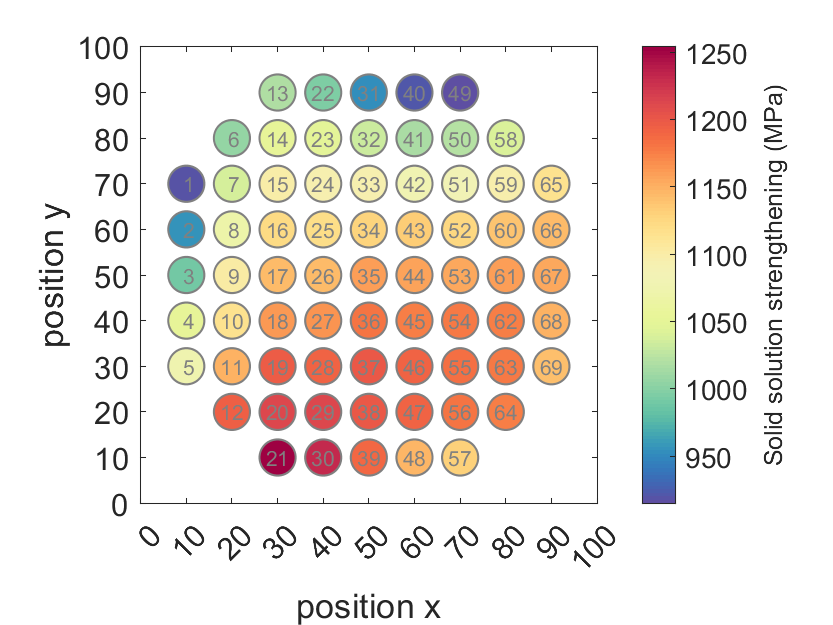 100
90
80
70
60
50
40
30
20
10
0
position y
13 22 31 40 49
6 14 23 32 41 50 58
1 7 15 24 33 42 51 59 65
2 8 16 25 34 43 52 60 66
3 9 17 26 35 44 53 61 67
4 10 18 27 36 45 54 62 68
5 11 19 28 37 46 55 63 69
12 20 29 38 47 56 64
21 30 39 48 57
0 10 20 30 40 50 60 70 80 90 100
position x
1250
1200
1150
1100
1050
1000
950
Solid solution strengthening (MPa)